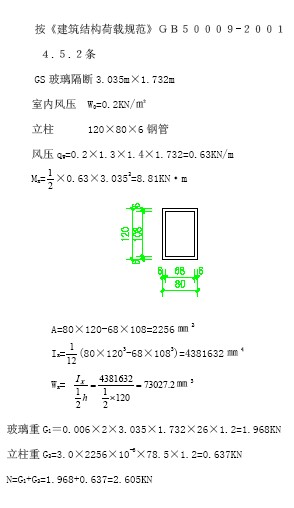 按《建筑结构荷载规范》ＧＢ５０００９-２００１
４.５.２条
GS 玻璃隔断 3.035m×1.732m
室内风压 W₀=0.2KN/㎡
立柱 120×80×6 钢管
风压 qw=0.2×1.3×1.4×1.732=0.63KN/m
Mx=1/2×0.63×3.035²=8.81KN·m
6
120
108
6
6 68 6
80
A=80×120-68×108=2256 ㎜²
Ix=1/12(80×120³-68×108³)=4381632 ㎜⁴
Wx= Ix/(1/2 h) = 4381632/(1/2×120) = 73027.2 ㎜³
玻璃重 G₁＝0.006×2×3.035×1.732×26×1.2=1.968KN
立柱重 G₂=3.0×2256×10⁻⁶×78.5×1.2=0.637KN
N=G₁+G₂=1.968+0.637=2.605KN